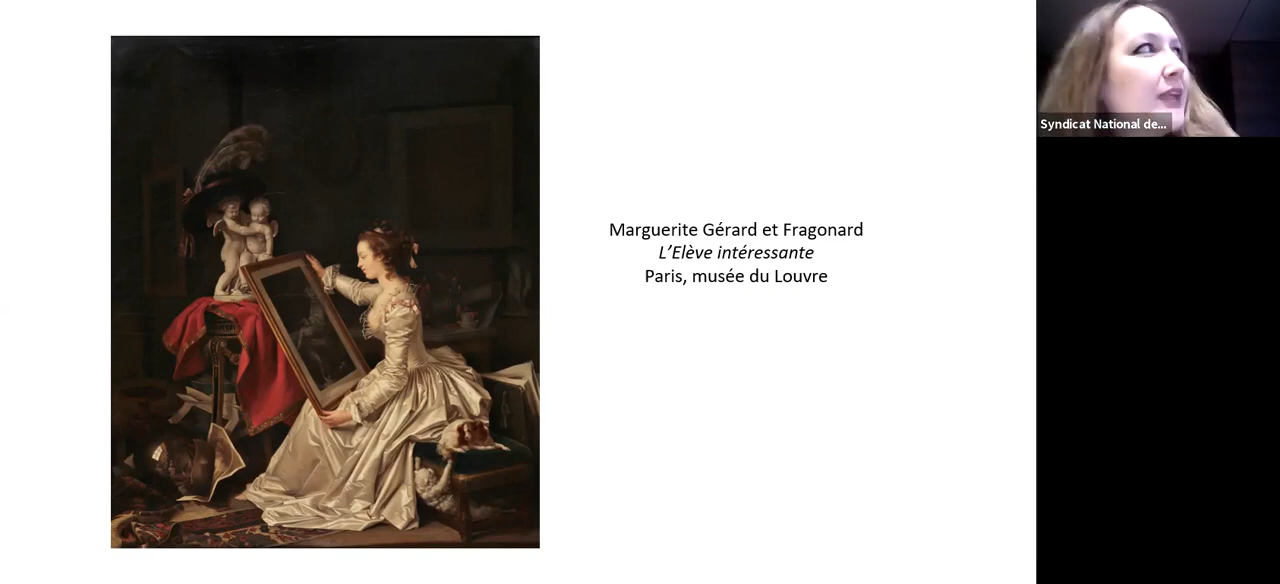 Marguerite Gérard et Fragonard
L’Elève intéressante
Paris, musée du Louvre
Syndicat National de...